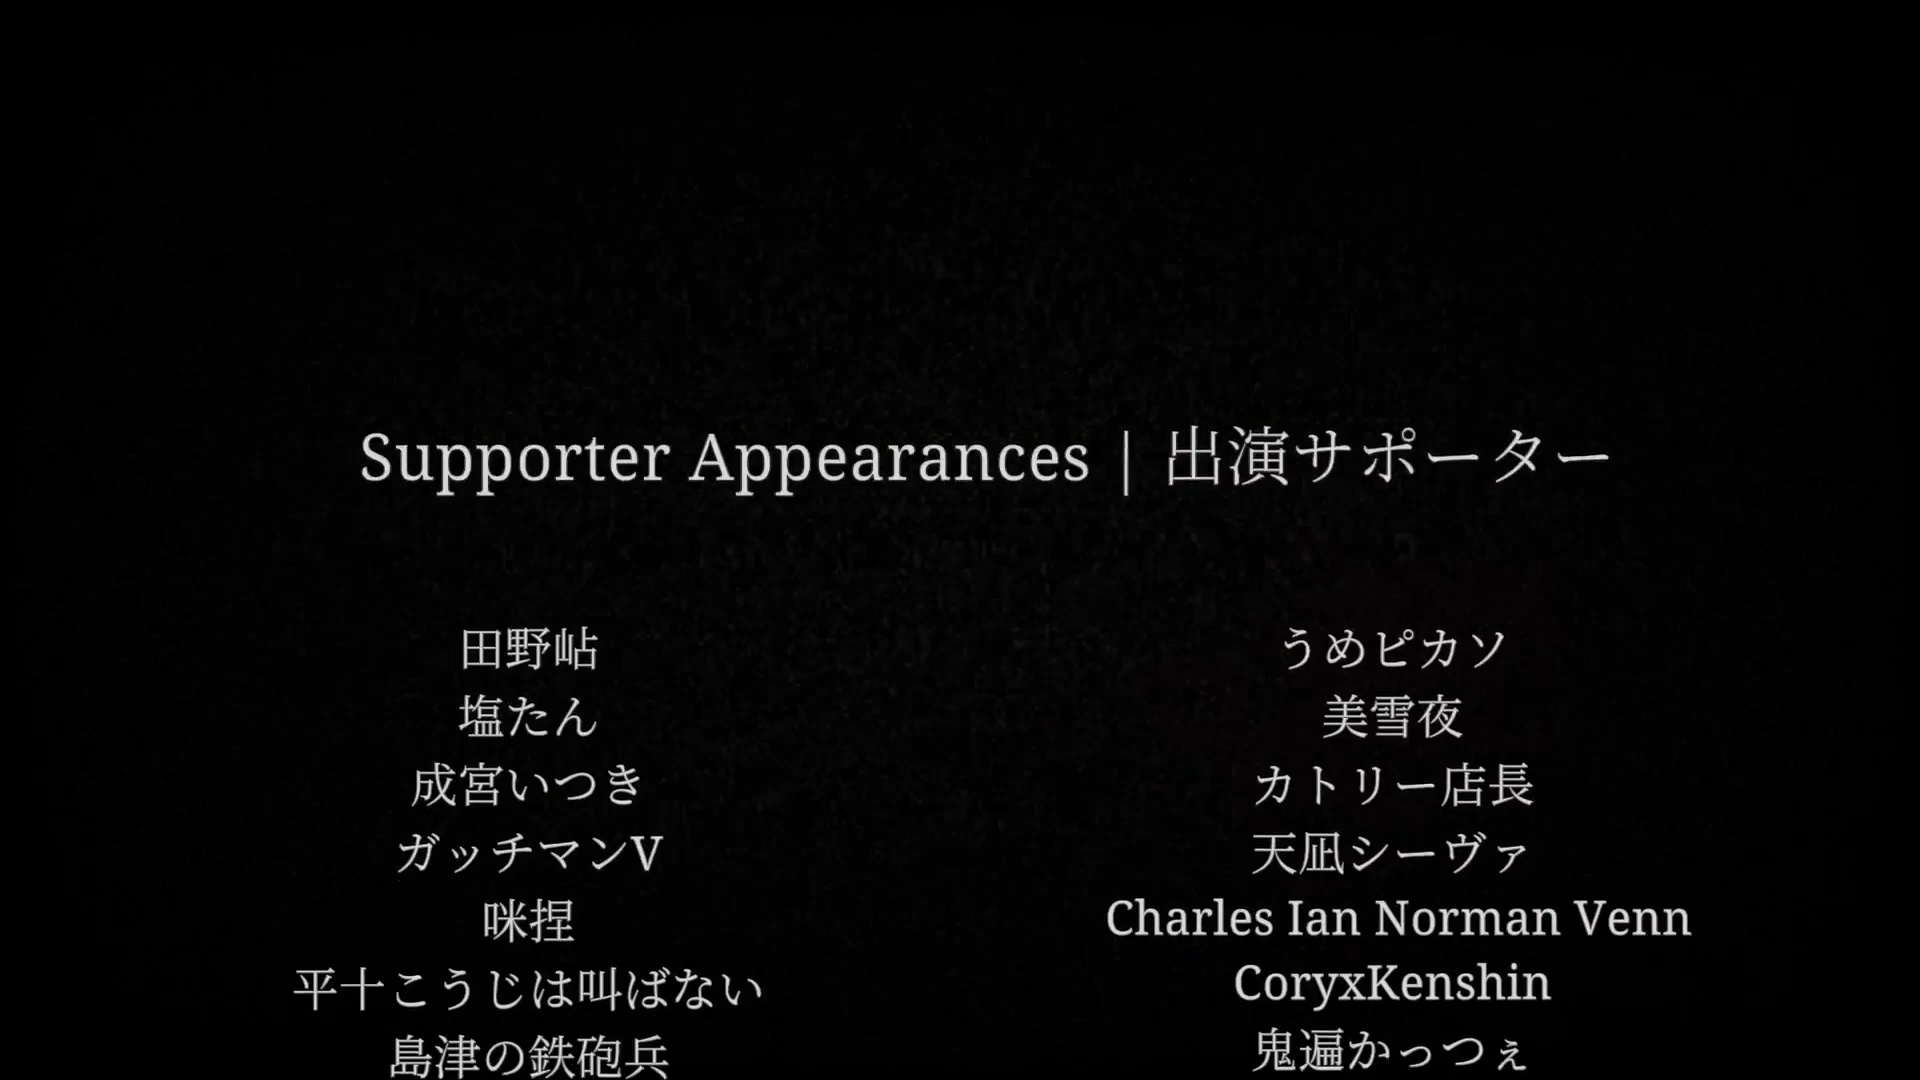 Supporter Appearances | 出演サポーター
田野岾
塩たん
成宮いつき
ガッチマンV
咪捏
平十こうじは叫ばない
島津の鉄砲兵
うめピカソ
美雪夜
カトリー店長
天凪シーヴァ
Charles Ian Norman Venn
CoryxKenshin
鬼遍かっつぇ